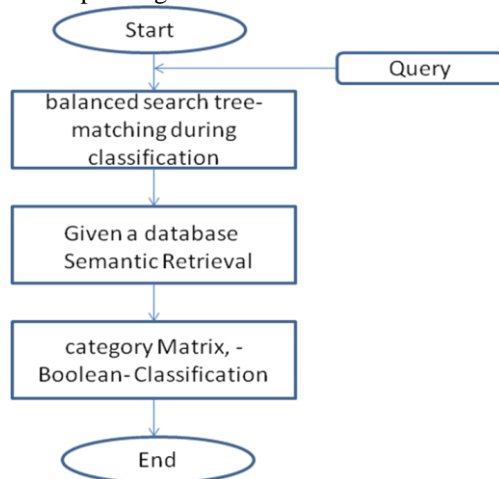 Start
Query
balanced search tree-
matching during
classification
Given a database
Semantic Retrieval
category Matrix, -
Boolean- Classification
End